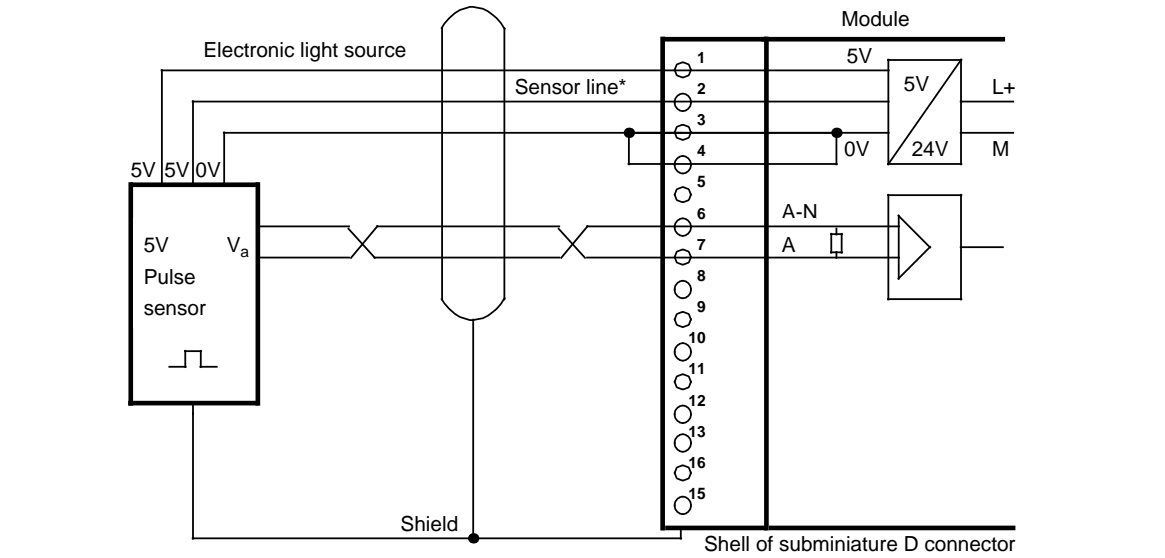 Module
Electronic light source
1
5V
5V
L+
Sensor line*
2
3
0V
24V
M
4
5V 5V 0V
5
6
A-N
5V
Va
7
A
Pulse
8
sensor
9
10
11
12
13
16
15
Shield
Shell of subminiature D connector